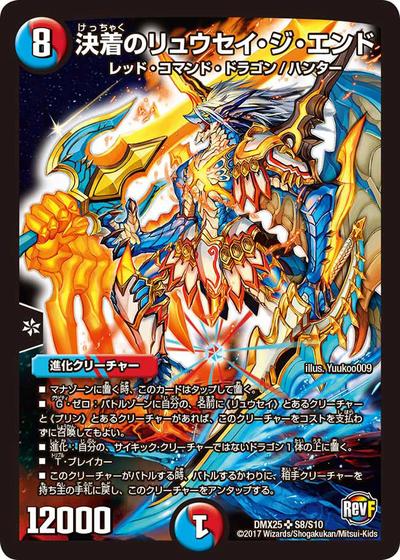 8
けっちゃく
決着のリュウセイ・ジ・エンド
レッド・コマンド・ドラゴン / ハンター
illus. Yuukoo009
進化クリーチャー
■ マナゾーンに置く時、このカードはタップして置く。
■ G・ゼロ:バトルゾーンに自分の、名前に《リュウセイ》とあるクリーチャー
と《プリン》とあるクリーチャーがあれば、このクリーチャーをコストを支払わ
ずに召喚してもよい。
■ 進化:自分の、サイキック・クリーチャーではないドラゴン1体の上に置く。
■ T・ブレイカー
■ このクリーチャーがバトルする時、バトルするかわりに、相手クリーチャーを
持ち主の手札に戻し、このクリーチャーをアンタップする。
RevF
12000
1
DMX25 S8/S10
©2017 Wizards/Shogakukan/Mitsui-Kids